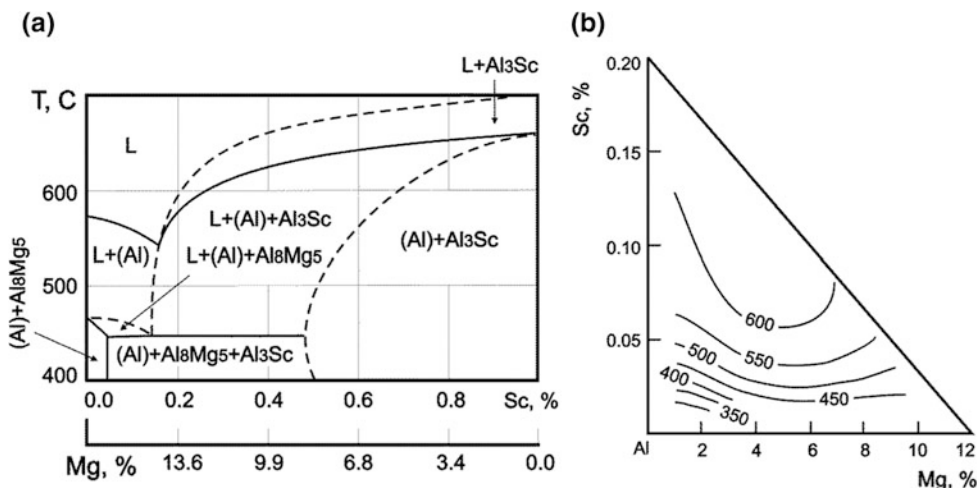 (a)
L+Al3Sc
T, C
L
600
L+(Al)+Al3Sc
L+(Al)
L+(Al)+Al8Mg5
(Al)+Al3Sc
500
(Al)+Al8Mg5
(Al)+Al8Mg5+Al3Sc
400
0.0 0.2 0.4 0.6 0.8 Sc, %
Mg, % 13.6 9.9 6.8 3.4 0.0
(b)
0.20
Sc, %
0.15
0.10
600
0.05
550
500
400
450
350
Al 2 4 6 8 10 12
Mg, %